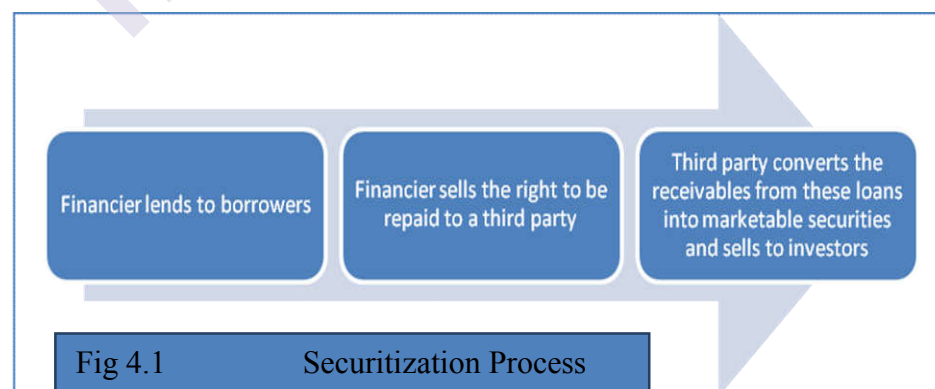 Financier lends to borrowers
Financier sells the right to be
repaid to a third party
Third party converts the
receivables from these loans
into marketable securities
and sells to investors
Fig 4.1 Securitization Process